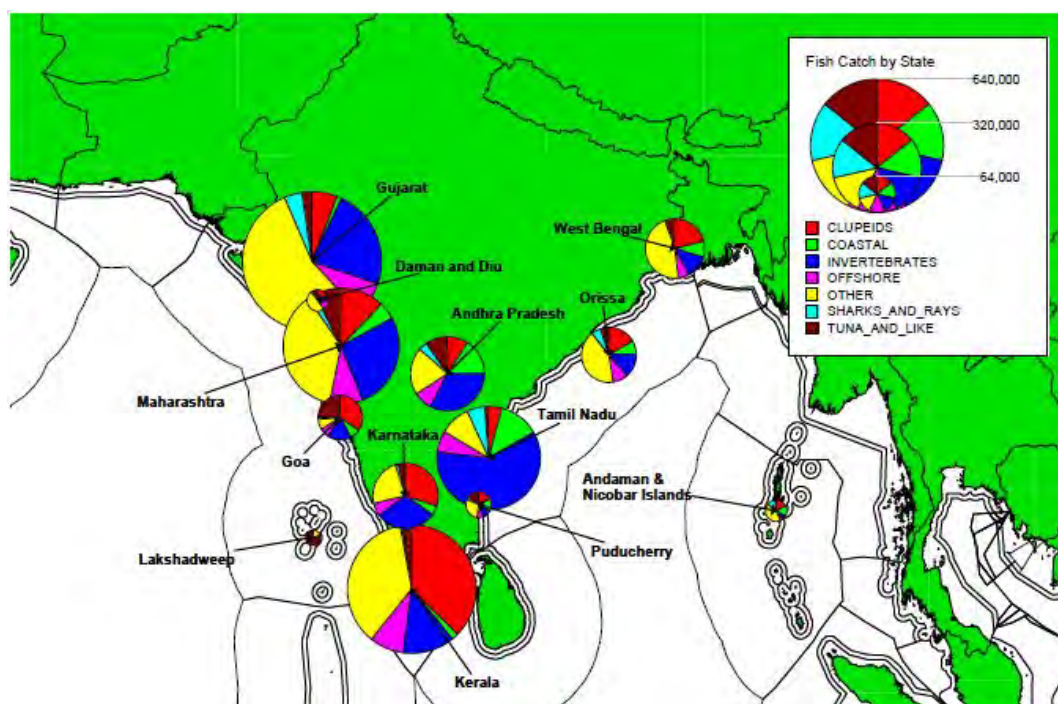 Fish Catch by State
640,000
320,000
64,000
CLUPEIDS
COASTAL
INVERTEBRATES
OFFSHORE
OTHER
SHARKS_AND_RAYS
TUNA_AND_LIKE
Gujarat
West Bengal
Daman and Diu
Orissa
Andhra Pradesh
Maharashtra
Tamil Nadu
Karnataka
Goa
Andaman &
Nicobar Islands
Lakshadweep
Puducherry
Kerala